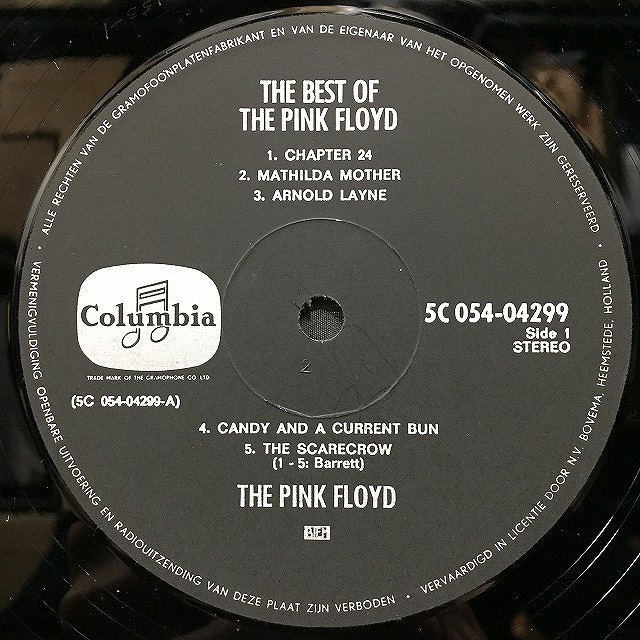 ALLE RECHTEN VAN DE GRAMOFOONPLATENFABRIKANT EN VAN DE EIGENAAR VAN HET OPGENOMEN WERK ZIJN GERESERVEERD •
THE BEST OF
THE PINK FLOYD
1. CHAPTER 24
2. MATHILDA MOTHER
3. ARNOLD LAYNE
Columbia
TRADE MARK OF THE GRAMOPHONE CO. LTD.
(5C 054-04299-A)
5C 054-04299
Side 1
STEREO
2
4. CANDY AND A CURRENT BUN
5. THE SCARECROW
(1 - 5: Barrett)
THE PINK FLOYD
BIEM
• VERMENIGVULDIGING OPENBARE UITVOERING EN RADIOUITZENDING VAN DEZE PLAAT ZIJN VERBODEN •
VERVAARDIGD IN LICENTIE DOOR N.V. BOVEMA, HEEMSTEDE, HOLLAND •